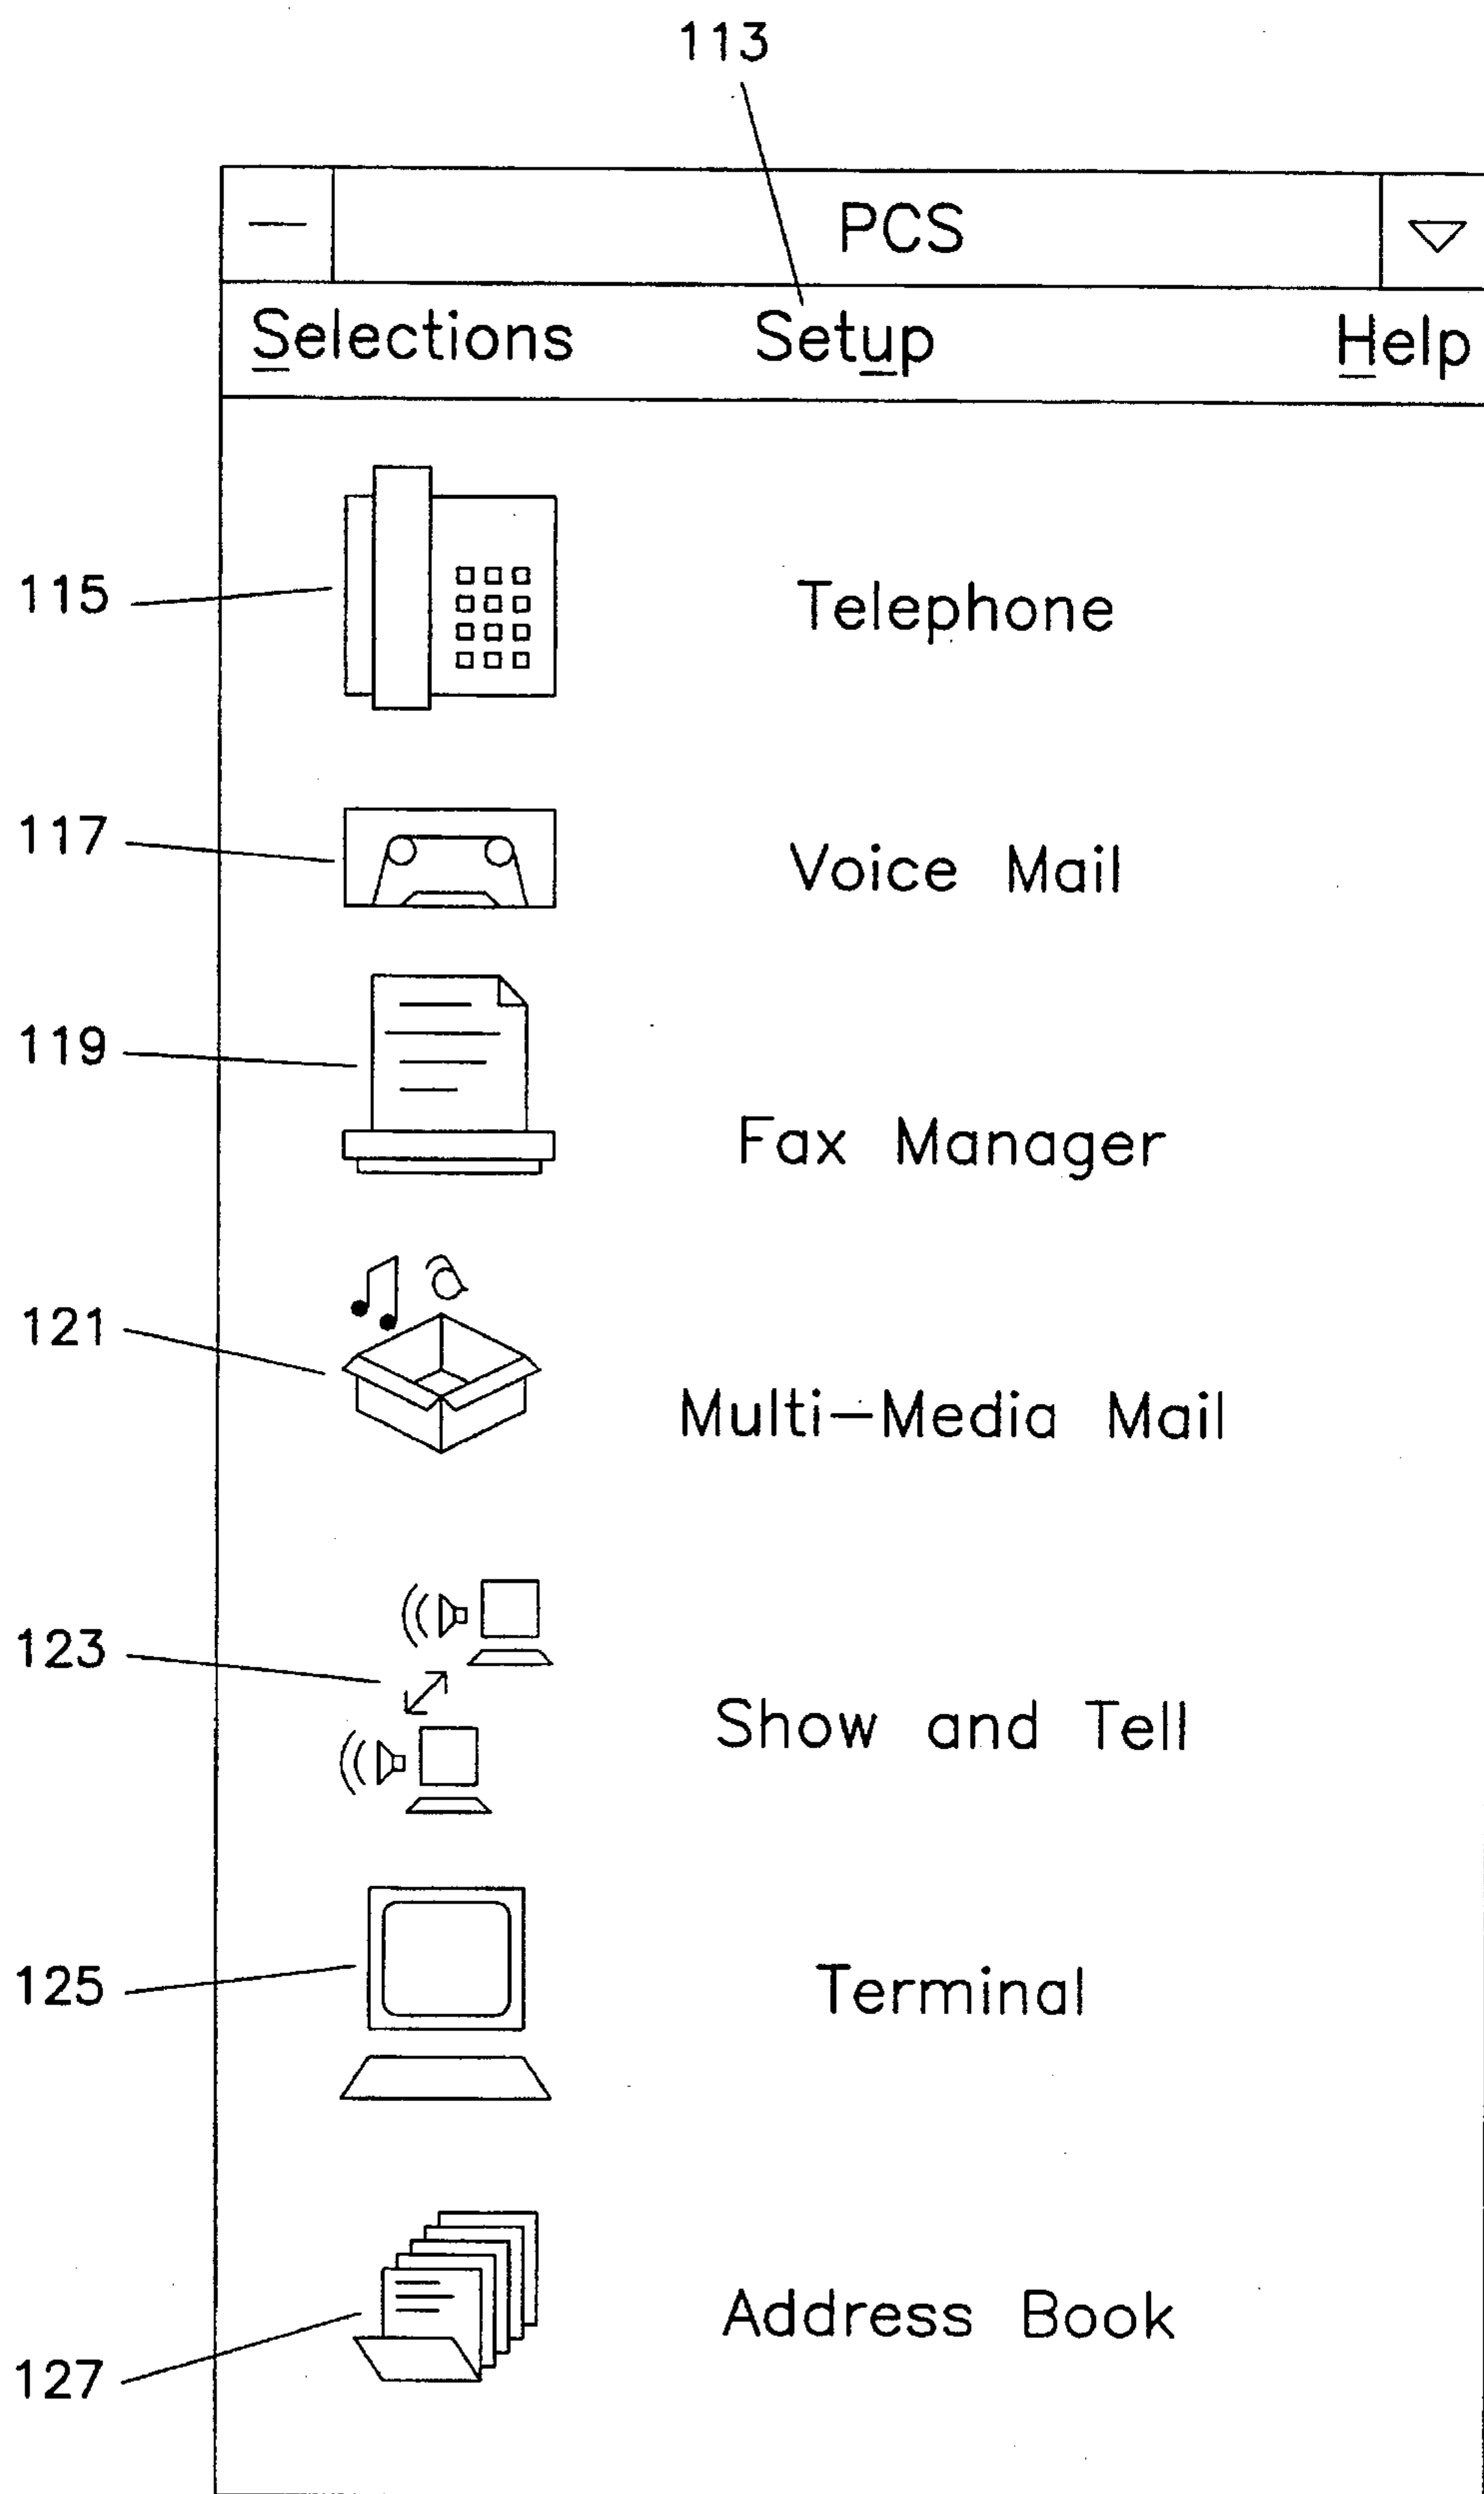 113
PCS
Selections Setup Help
115 Telephone
117 Voice Mail
119 Fax Manager
121 Multi-Media Mail
123 Show and Tell
125 Terminal
127 Address Book